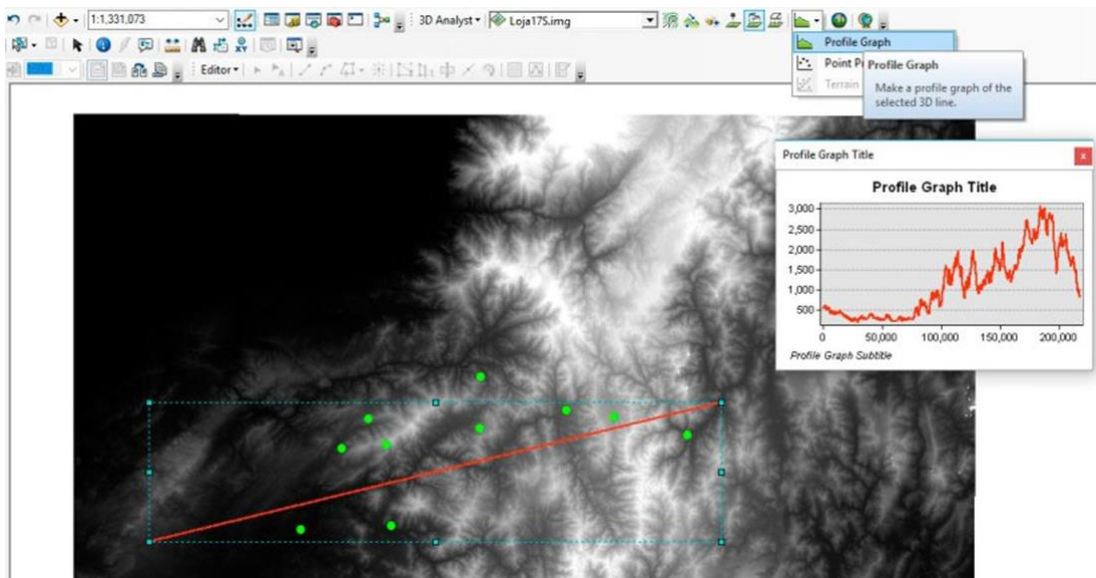 1:1,331,073
3D Analyst
Loja17S.img
Editor
Profile Graph
Point
Terrain
Profile Graph
Make a profile graph of the
selected 3D line.
Profile Graph Title
Profile Graph Title
3,000
2,500
2,000
1,500
1,000
500
0
50,000
100,000
150,000
200,000
Profile Graph Subtitle